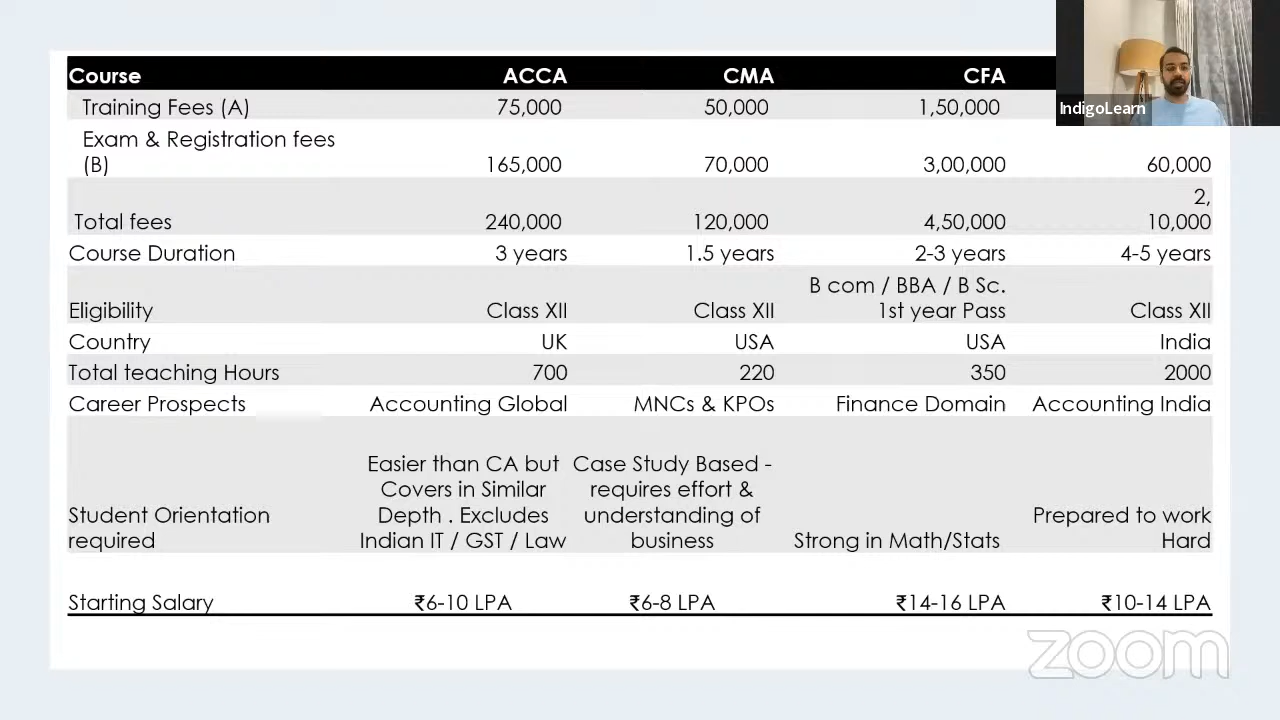 Course ACCA CMA CFA
Training Fees (A) 75,000 50,000 1,50,000
IndigoLearn
Exam & Registration fees
(B) 165,000 70,000 3,00,000 60,000
2,
Total fees 240,000 120,000 4,50,000 10,000
Course Duration 3 years 1.5 years 2-3 years 4-5 years
B com / BBA / B Sc.
Eligibility Class XII Class XII 1st year Pass Class XII
Country UK USA USA India
Total teaching Hours 700 220 350 2000
Career Prospects Accounting Global MNCs & KPOs Finance Domain Accounting India
Easier than CA but Case Study Based -
Covers in Similar requires effort &
Student Orientation Depth . Excludes understanding of Prepared to work
required Indian IT / GST / Law business Strong in Math/Stats Hard
Starting Salary ₹6-10 LPA ₹6-8 LPA ₹14-16 LPA ₹10-14 LPA
zoom